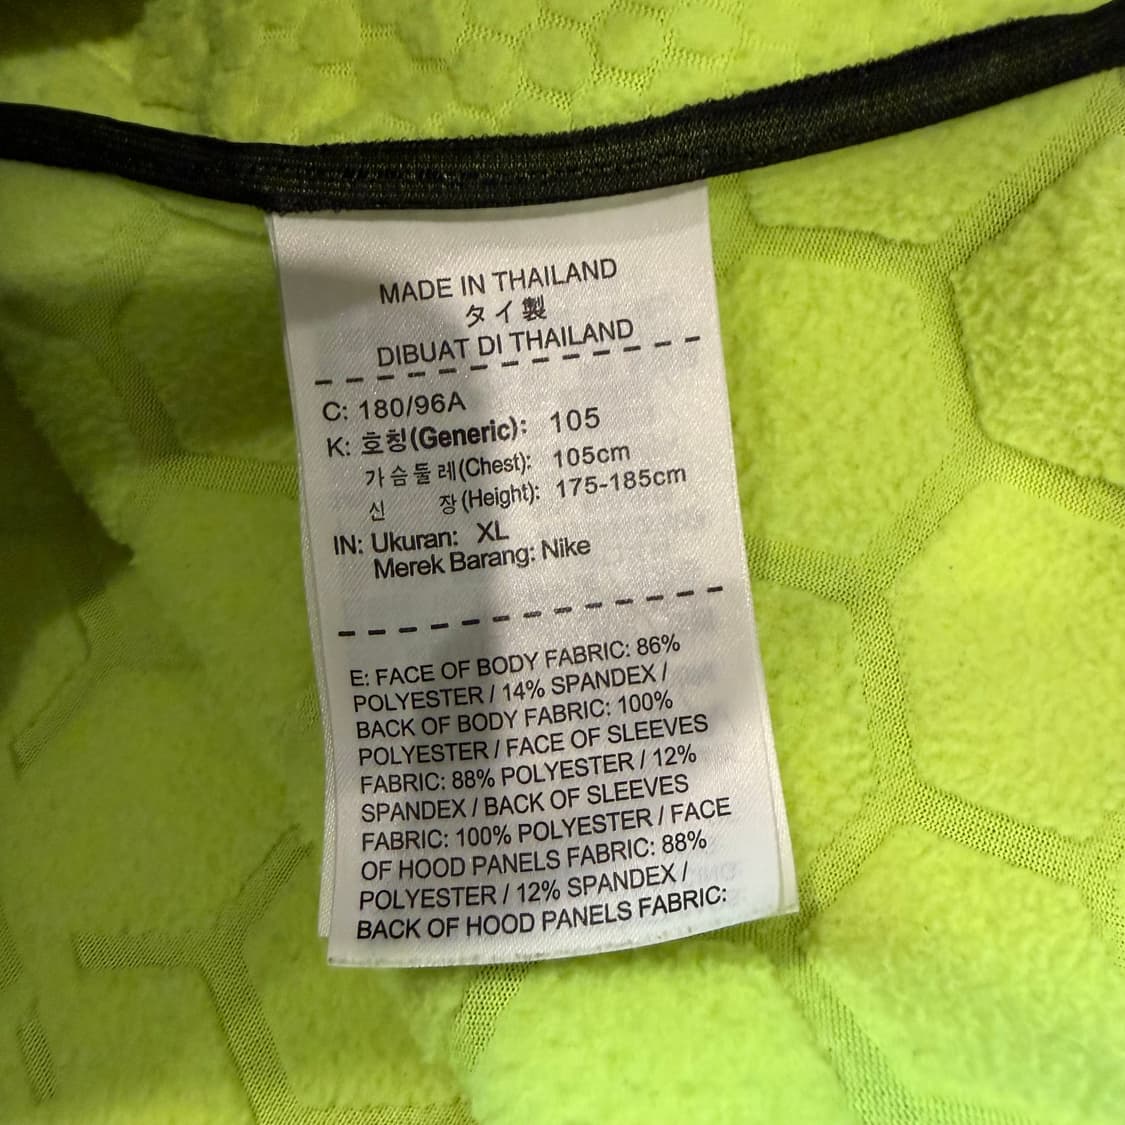 MADE IN THAILAND
タイ製
DIBUAT DI THAILAND
C: 180/96A
K: 호칭(Generic): 105
가슴둘레(Chest): 105cm
신 장(Height): 175-185cm
IN: Ukuran: XL
Merek Barang: Nike
E: FACE OF BODY FABRIC: 86%
POLYESTER / 14% SPANDEX /
BACK OF BODY FABRIC: 100%
POLYESTER / FACE OF SLEEVES
FABRIC: 88% POLYESTER / 12%
SPANDEX / BACK OF SLEEVES
FABRIC: 100% POLYESTER / FACE
OF HOOD PANELS FABRIC: 88%
POLYESTER / 12% SPANDEX /
BACK OF HOOD PANELS FABRIC: